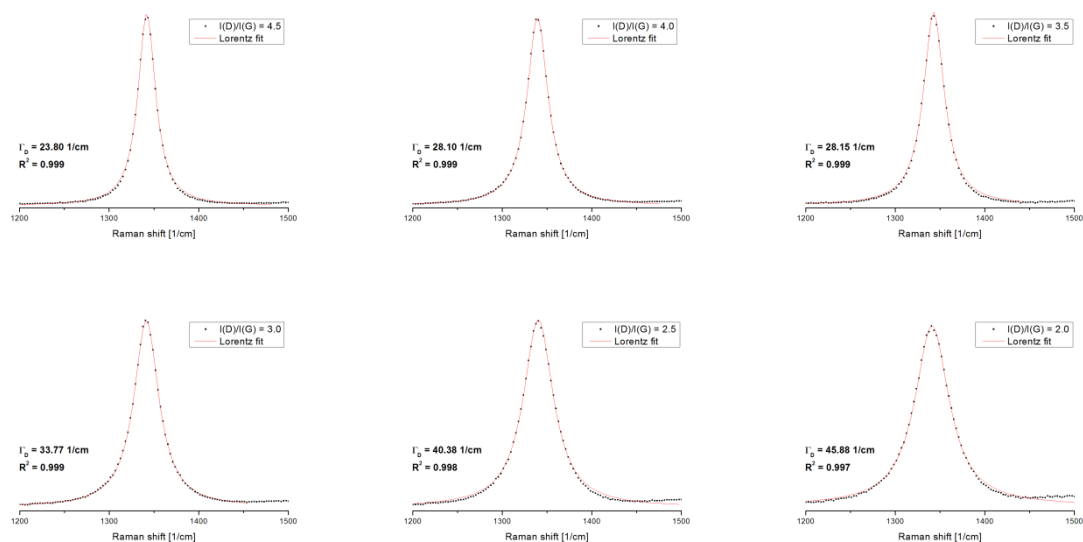 I(D)/I(G) = 4.5
Lorentz fit
Γ_D = 23.80 1/cm
R² = 0.999
1200 1300 1400 1500
Raman shift [1/cm]
I(D)/I(G) = 4.0
Lorentz fit
Γ_D = 28.10 1/cm
R² = 0.999
1200 1300 1400 1500
Raman shift [1/cm]
I(D)/I(G) = 3.5
Lorentz fit
Γ_D = 28.15 1/cm
R² = 0.999
1200 1300 1400 1500
Raman shift [1/cm]
I(D)/I(G) = 3.0
Lorentz fit
Γ_D = 33.77 1/cm
R² = 0.999
1200 1300 1400 1500
Raman shift [1/cm]
I(D)/I(G) = 2.5
Lorentz fit
Γ_D = 40.38 1/cm
R² = 0.998
1200 1300 1400 1500
Raman shift [1/cm]
I(D)/I(G) = 2.0
Lorentz fit
Γ_D = 45.88 1/cm
R² = 0.997
1200 1300 1400 1500
Raman shift [1/cm]